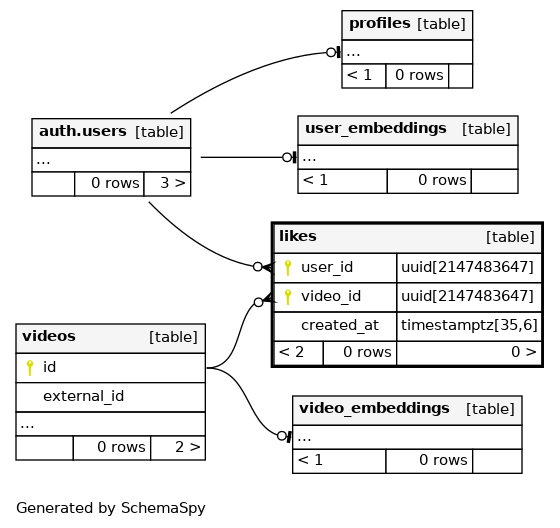 profiles [table]
...
< 1 0 rows
auth.users [table]
...
0 rows 3 >
user_embeddings [table]
...
< 1 0 rows
likes [table]
user_id uuid[2147483647]
video_id uuid[2147483647]
created_at timestamptz[35,6]
< 2 0 rows 0 >
videos [table]
id
external_id
...
0 rows 2 >
video_embeddings [table]
...
< 1 0 rows
Generated by SchemaSpy